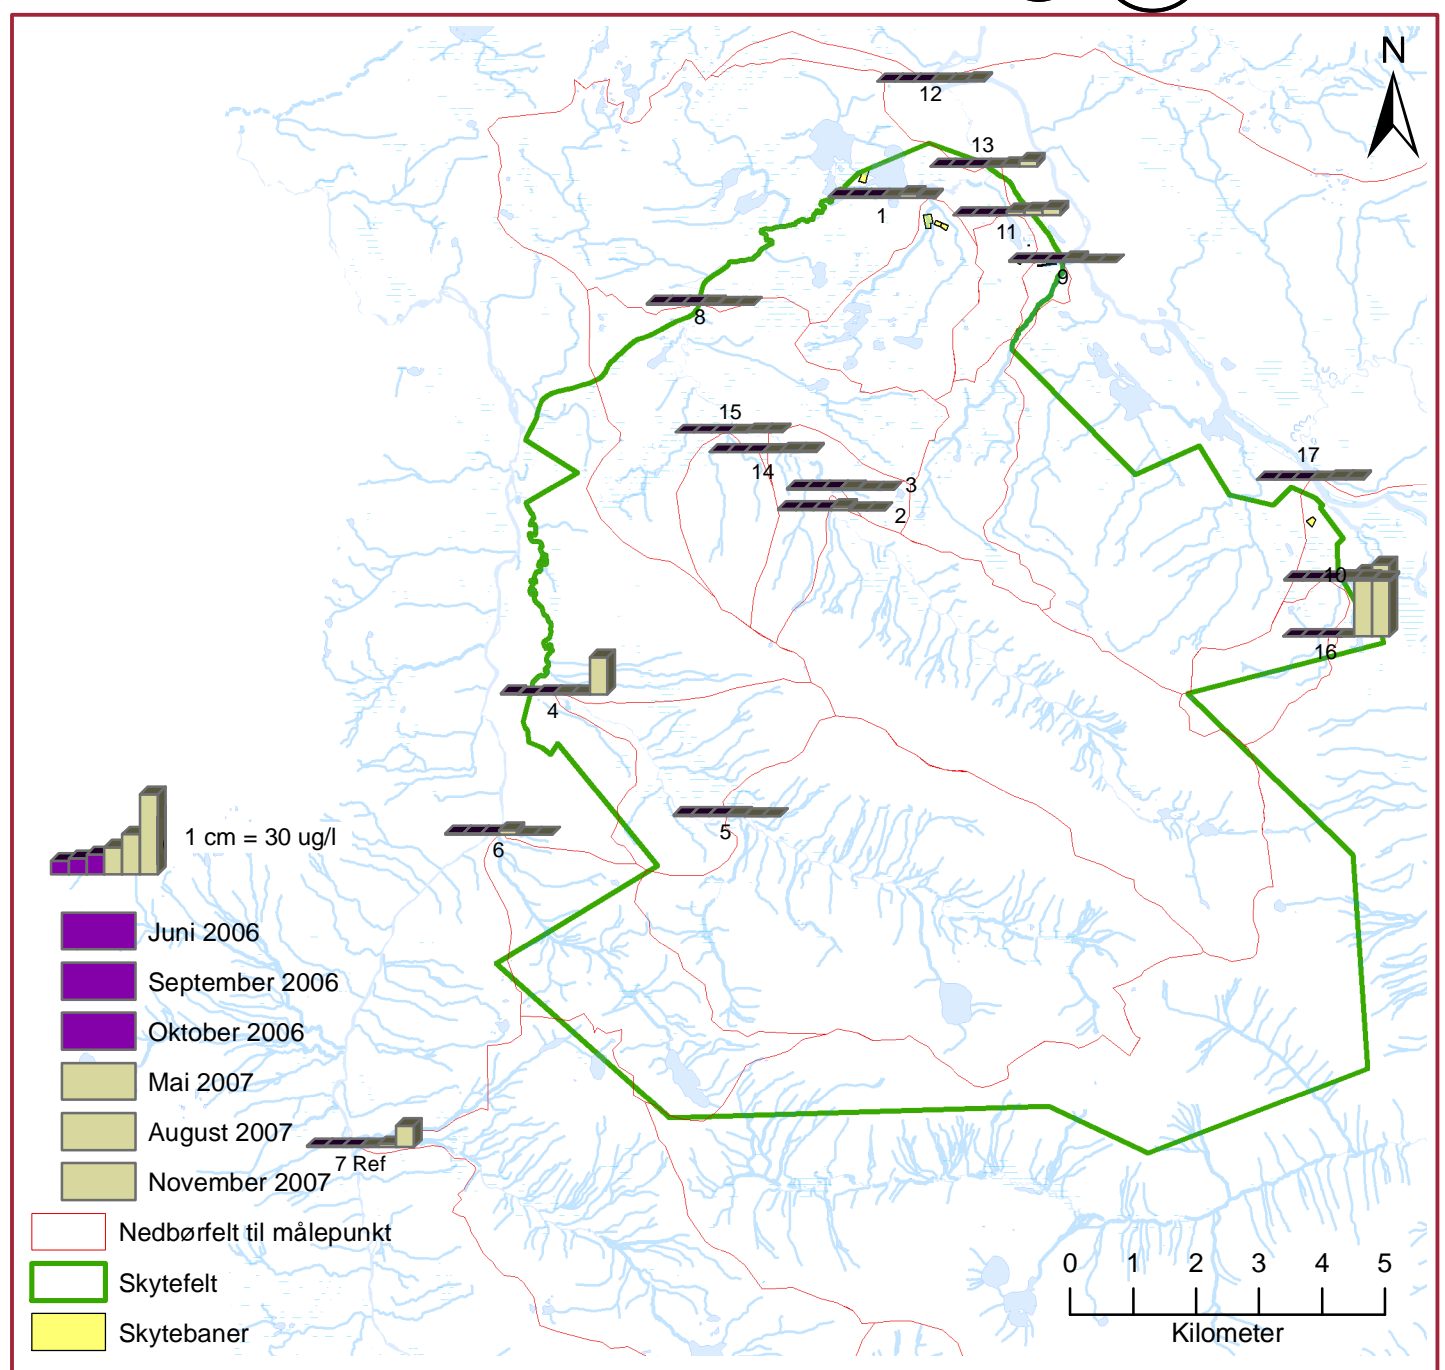 N
12
13
1
11
9
8
15
14
3
2
17
10
16
4
5
6
1 cm = 30 ug/l
Juni 2006
September 2006
Oktober 2006
Mai 2007
August 2007
November 2007
7 Ref
Nedbørfelt til målepunkt
Skytefelt
Skytebaner
0 1 2 3 4 5
Kilometer